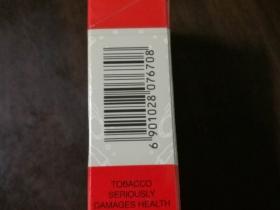 6 901028 076708
TOBACCO
SERIOUSLY
DAMAGES HEALTH